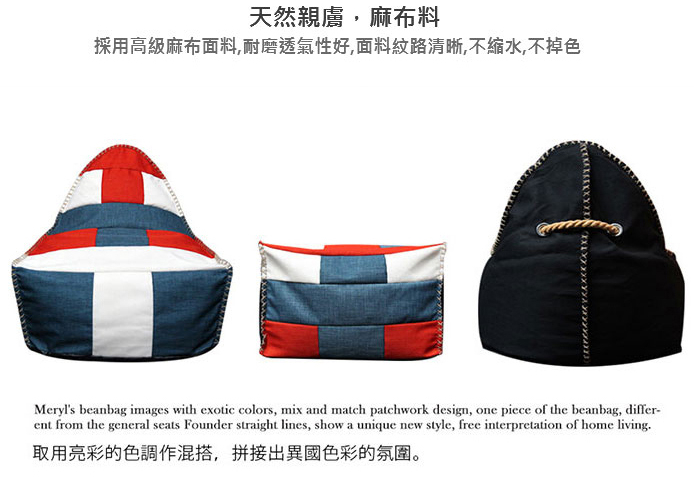 天然親膚，麻布料
採用高級麻布面料,耐磨透氣性好,面料紋路清晰,不縮水,不掉色
Meryl's beanbag images with exotic colors, mix and match patchwork design, one piece of the beanbag, differ-
ent from the general seats Founder straight lines, show a unique new style, free interpretation of home living.
取用亮彩的色調作混搭，拼接出異國色彩的氛圍。